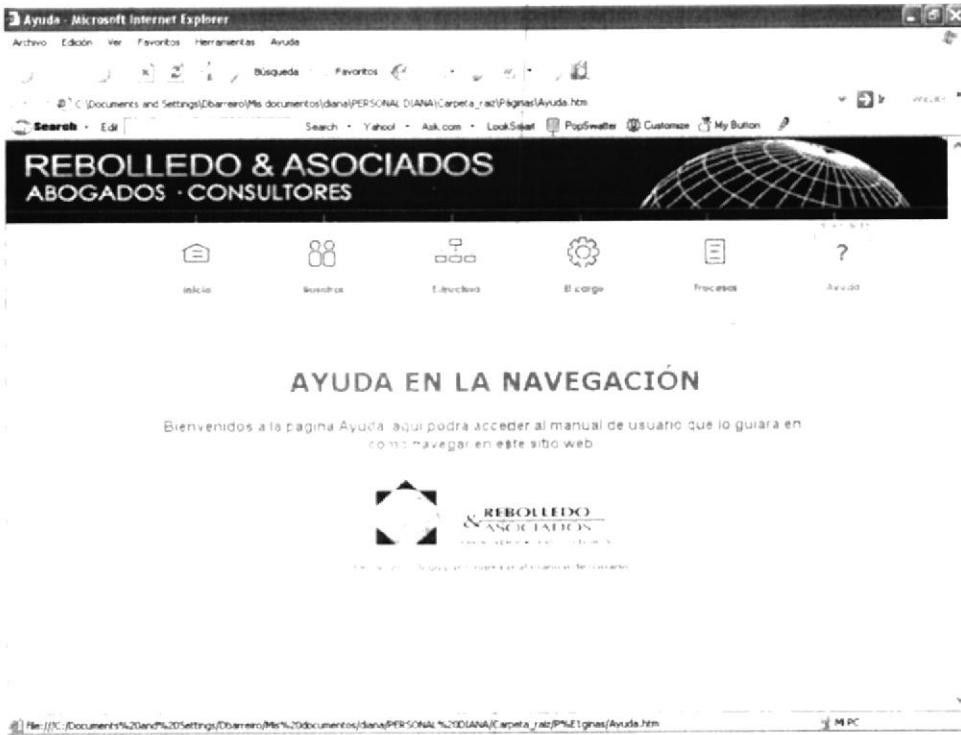 Ayuda - Microsoft Internet Explorer
Archivo Edición Ver Favoritos Herramientas Ayuda
Búsqueda Favoritos
C:\Documents and Settings\Dbarreiro\Mis documentos\diana\PERSONAL DIANA\Carpeta_raiz\Páginas\Ayuda.htm
Search Edit Search Yahoo! Ask.com LookSmart PopSwatter Customize My Button
REBOLLEDO & ASOCIADOS
ABOGADOS · CONSULTORES
?
Inicio Nosotros Estructura El cargo Procesos Ayuda
AYUDA EN LA NAVEGACIÓN
Bienvenidos a la pagina Ayuda, aqui podra acceder al manual de usuario que lo guiara en
como navegar en este sitio web
REBOLLEDO
& ASOCIADOS
al manual de usuario
file:///C:/Documents%20and%20Settings/Dbarreiro/Mis%20documentos/diana/PERSONAL%20DIANA/Carpeta_raiz/P%E1ginas/Ayuda.htm Mi PC